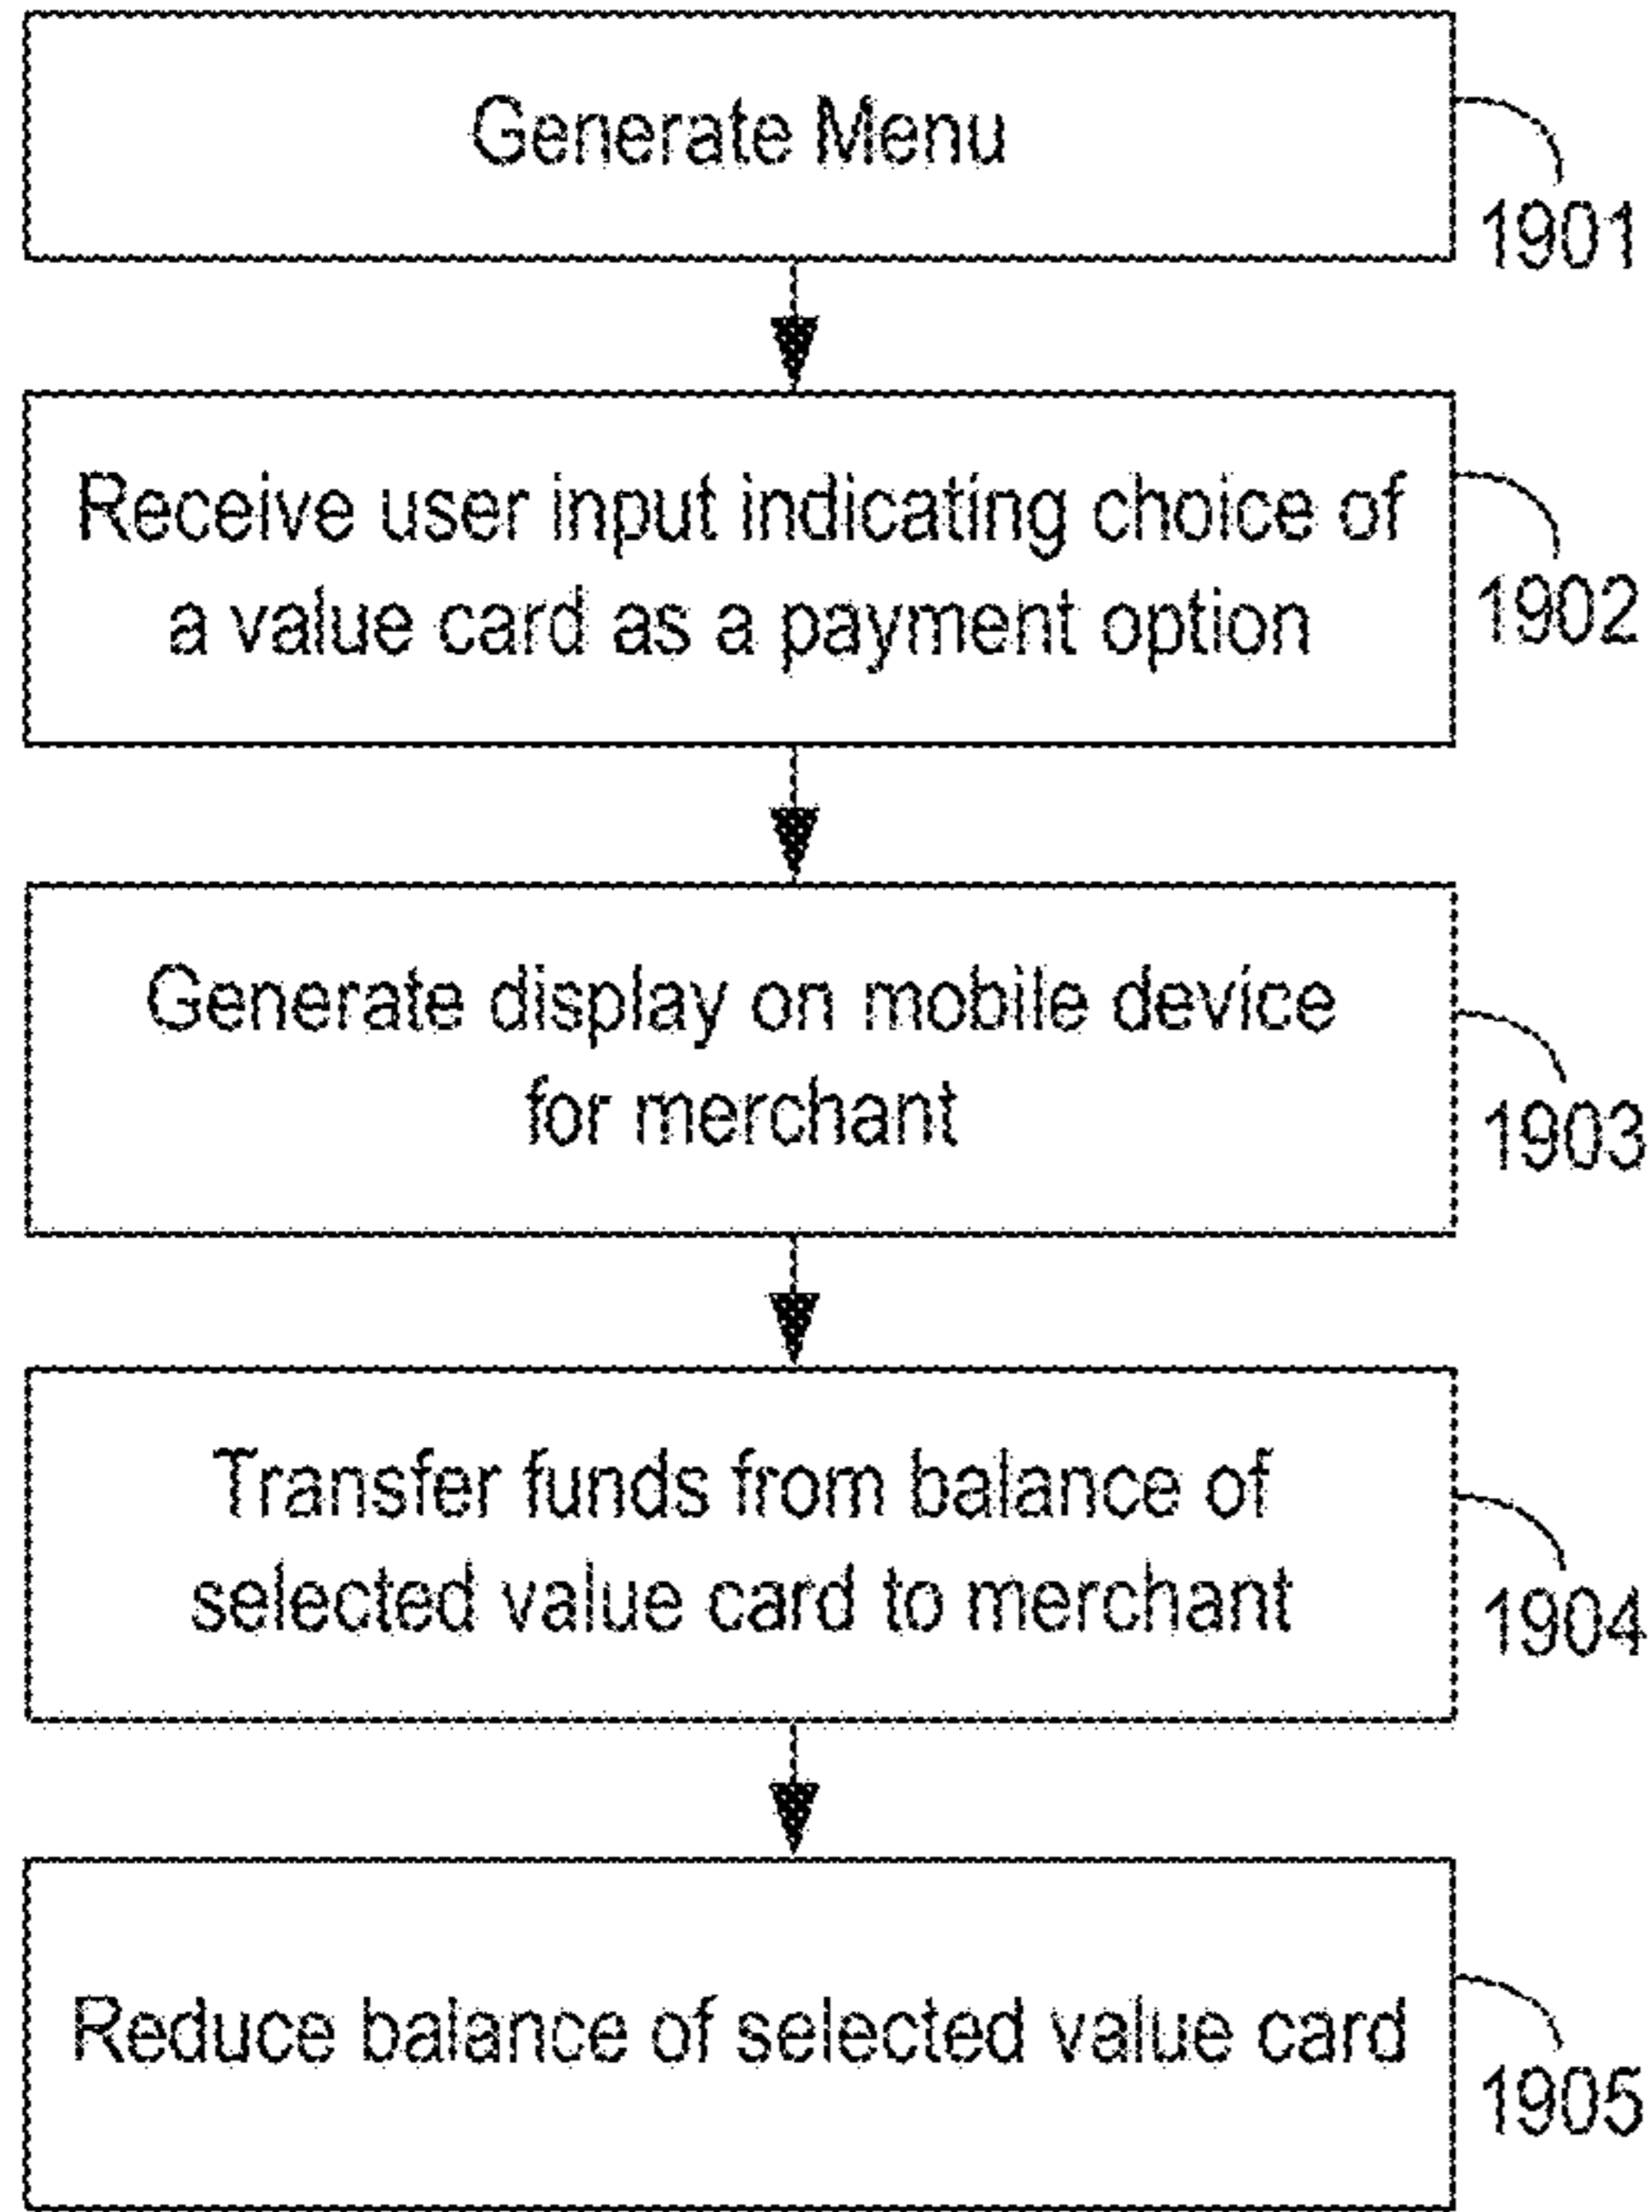 Generate Menu
1901
Receive user input indicating choice of
a value card as a payment option
1902
Generate display on mobile device
for merchant
1903
Transfer funds from balance of
selected value card to merchant
1904
Reduce balance of selected value card
1905